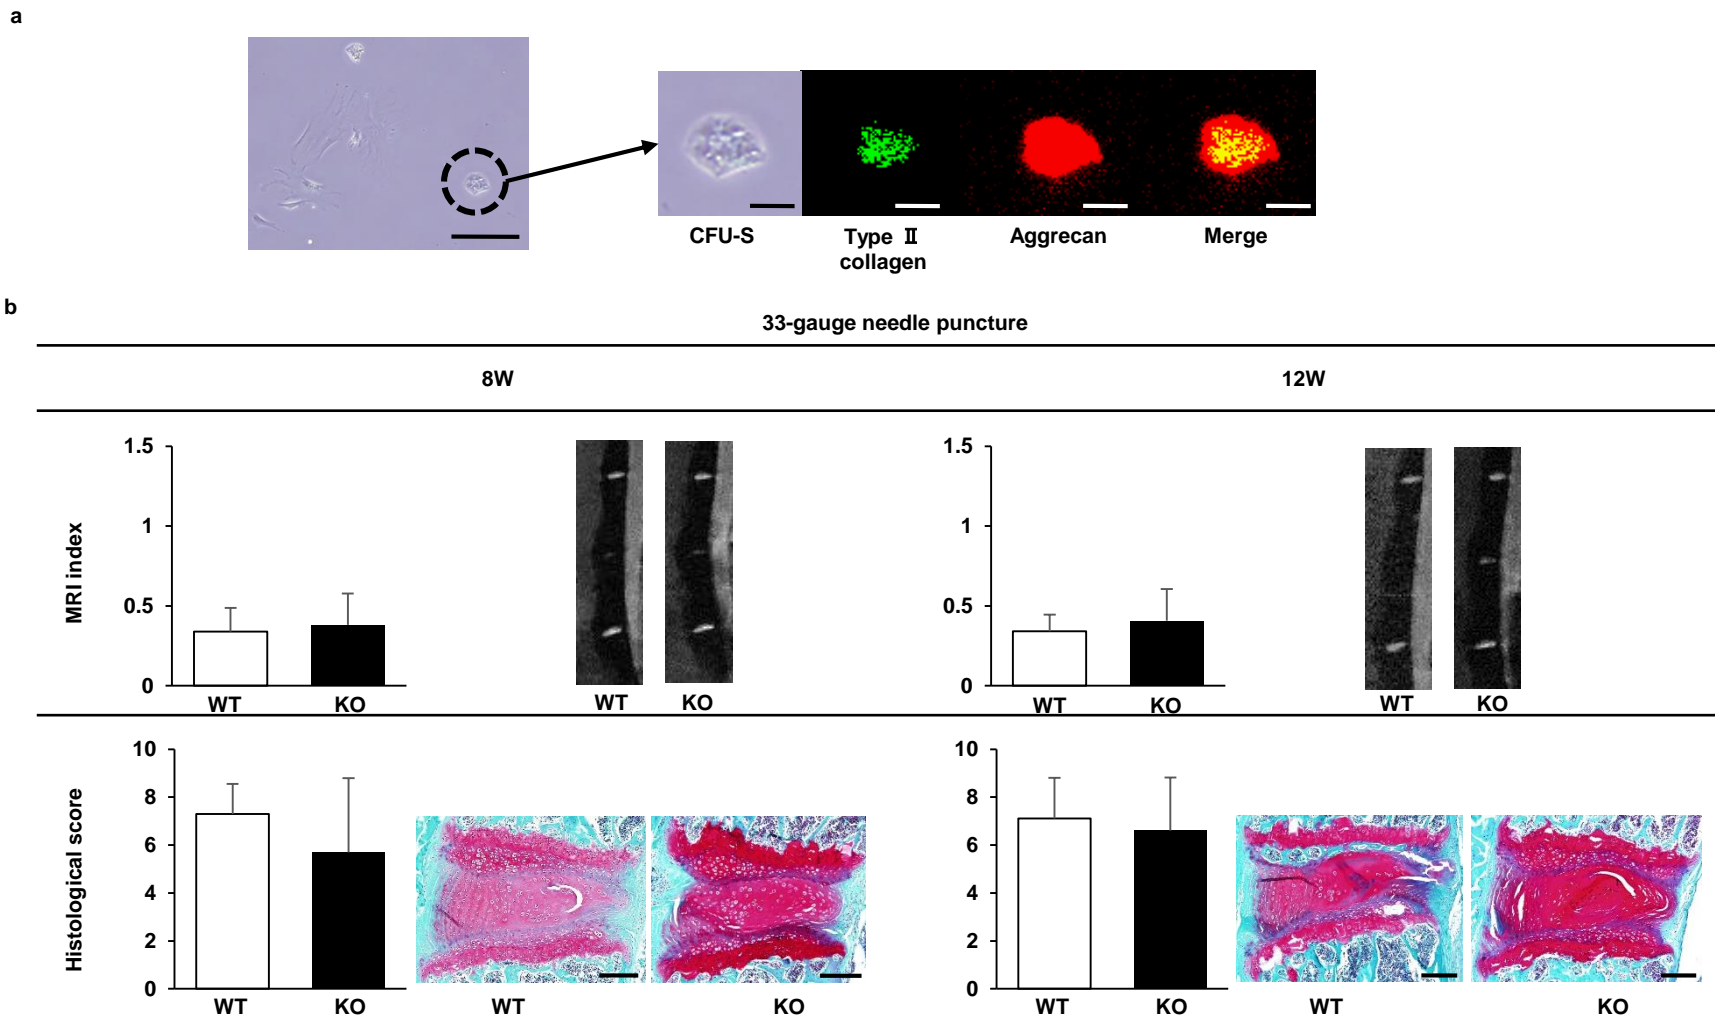 a
CFU-S
Type Ⅱ
collagen
Aggrecan
Merge
b
33-gauge needle puncture
8W
12W
MRI index
1.5
1
0.5
0
WT
KO
WT
KO
1.5
1
0.5
0
WT
KO
WT
KO
Histological score
10
8
6
4
2
0
WT
KO
WT
KO
10
8
6
4
2
0
WT
KO
WT
KO